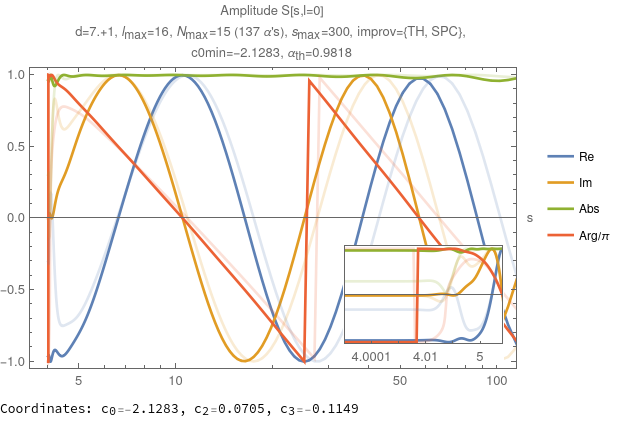 Amplitude S[s,l=0]
d=7.+1, lmax=16, Nmax=15 (137 α's), smax=300, improv={TH, SPC},
c0min=−2.1283, αth=0.9818
1.0
0.5
0.0
−0.5
−1.0
5
10
50
100
s
Re
Im
Abs
Arg/π
4.0001
4.01
5
Coordinates: c0=−2.1283, c2=0.0705, c3=−0.1149